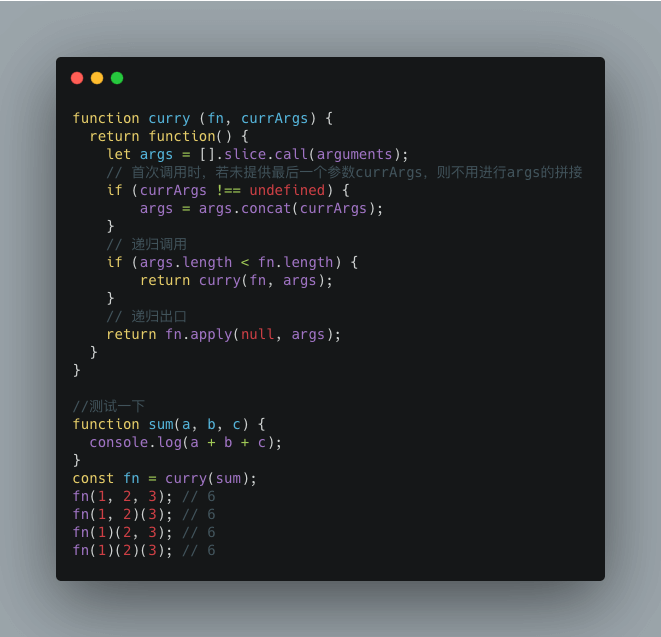 function curry (fn, currArgs) {
  return function() {
    let args = [].slice.call(arguments);
    // 首次调用时，若未提供最后一个参数currArgs，则不用进行args的拼接
    if (currArgs !== undefined) {
        args = args.concat(currArgs);
    }
    // 递归调用
    if (args.length < fn.length) {
        return curry(fn, args);
    }
    // 递归出口
    return fn.apply(null, args);
  }
}

//测试一下
function sum(a, b, c) {
  console.log(a + b + c);
}
const fn = curry(sum);
fn(1, 2, 3); // 6
fn(1, 2)(3); // 6
fn(1)(2, 3); // 6
fn(1)(2)(3); // 6